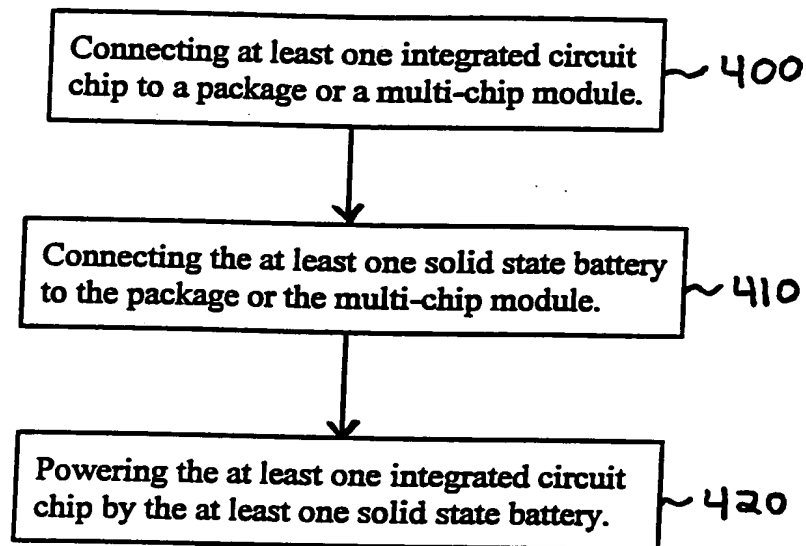 Connecting at least one integrated circuit
chip to a package or a multi-chip module.
400
Connecting the at least one solid state battery
to the package or the multi-chip module.
410
Powering the at least one integrated circuit
chip by the at least one solid state battery.
420